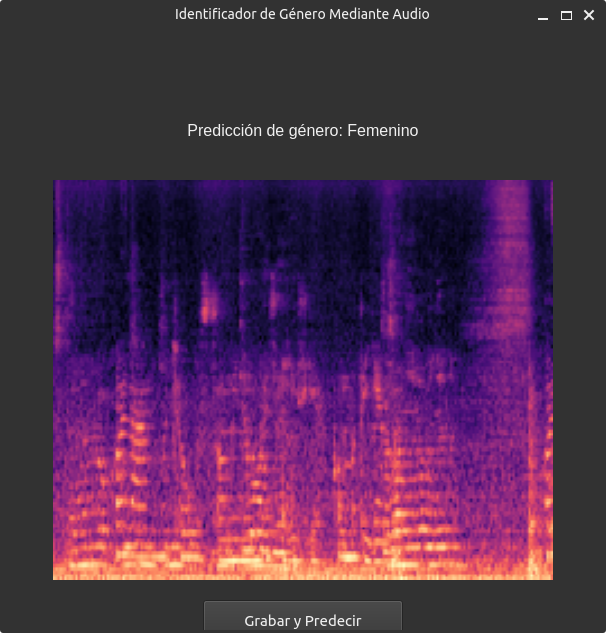 Identificador de Género Mediante Audio
Predicción de género: Femenino
Grabar y Predecir